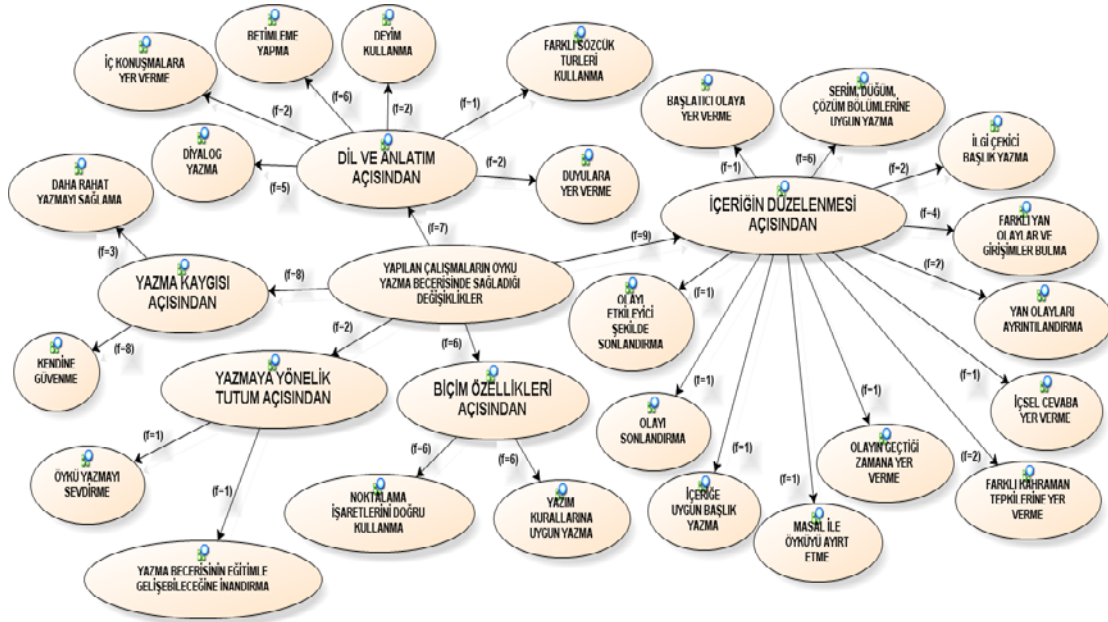 İÇ KONUŞMALARA
YER VERME
BETİMLEME
YAPMA
DEYİM
KULLANMA
FARKLI SÖZCÜK
TÜRLERİ
KULLANMA
(f=2)
(f=6)
(f=2)
(f=1)
DİYALOG
YAZMA
(f=5)
DİL VE ANLATIM
AÇISINDAN
(f=2)
DUYULARA
YER VERME
BAŞLATICI OLAYA
YER VERME
SERİM, DÜĞÜM,
ÇÖZÜM BÖLÜMLERİNE
UYGUN YAZMA
İLGİ ÇEKİCİ
BAŞLIK YAZMA
(f=1)
(f=6)
(f=2)
İÇERİĞİN DÜZELENMESİ
AÇISINDAN
(f=4)
FARKLI YAN
OLAYLAR VE
GİRİŞİMLER BULMA
(f=2)
YAN OLAYLARI
AYRINTILANDIRMA
DAHA RAHAT
YAZMAYI SAĞLAMA
(f=3)
(f=7)
(f=9)
YAZMA KAYGISI
AÇISINDAN
(f=8)
YAPILAN ÇALIŞMALARIN ÖYKÜ
YAZMA BECERİSİNDE SAĞLADIĞI
DEĞİŞİKLİKLER
(f=8)
KENDİNE
GÜVENME
(f=2)
(f=6)
YAZMAYA YÖNELİK
TUTUM AÇISINDAN
BİÇİM ÖZELLİKLERİ
AÇISINDAN
(f=1)
OLAYI
ETKİLEYİCİ
ŞEKİLDE
SONLANDIRMA
(f=1)
OLAYI
SONLANDIRMA
(f=1)
İÇERİĞE
UYGUN BAŞLIK
YAZMA
(f=1)
MASAL İLE
ÖYKÜYÜ AYIRT
ETME
(f=1)
OLAYIN GEÇTİĞİ
ZAMANA YER
VERME
(f=2)
FARKLI KAHRAMAN
TEPKİLERİNE YER
VERME
(f=1)
İÇSEL CEVABA
YER VERME
(f=1)
ÖYKÜ YAZMAYI
SEVDİRME
(f=1)
YAZMA BECERİSİNİN EĞİTİMLE
GELİŞEBİLECEĞİNE İNANDIRMA
(f=6)
NOKTALAMA
İŞARETLERİNİ DOĞRU
KULLANMA
(f=6)
YAZIM
KURALLARINA
UYGUN YAZMA